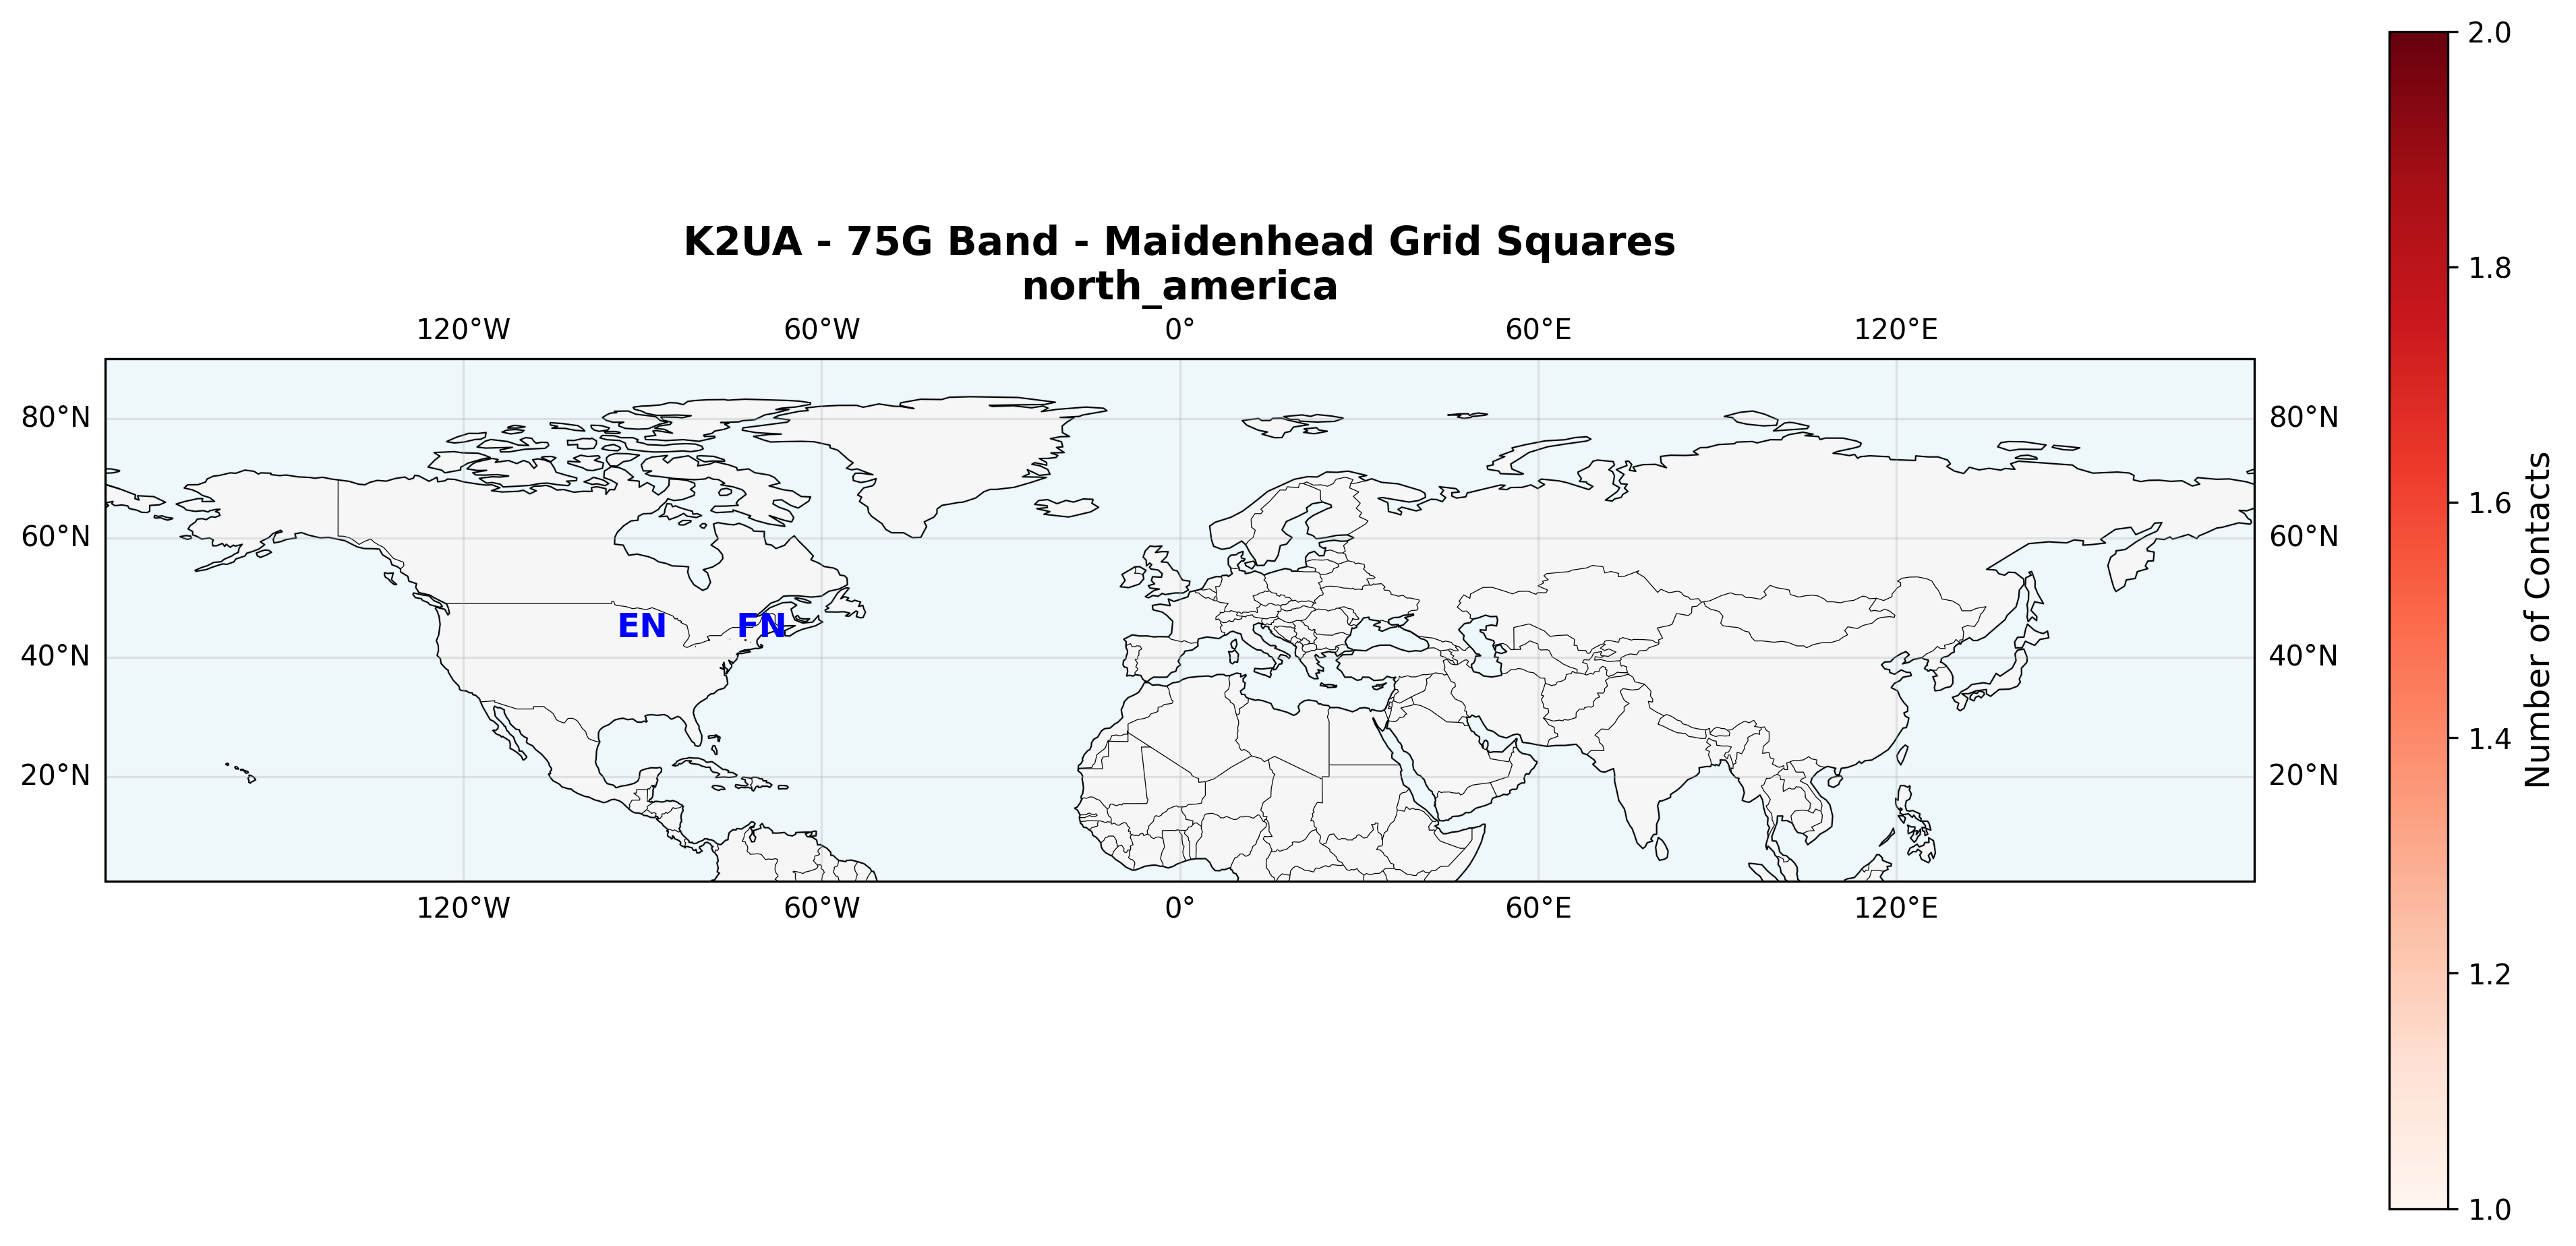 K2UA - 75G Band - Maidenhead Grid Squares
north_america
120°W 60°W 0° 60°E 120°E
80°N 80°N
60°N 60°N
EN FN
40°N 40°N
20°N 20°N
120°W 60°W 0° 60°E 120°E
2.0
1.8
1.6
1.4
1.2
1.0
Number of Contacts